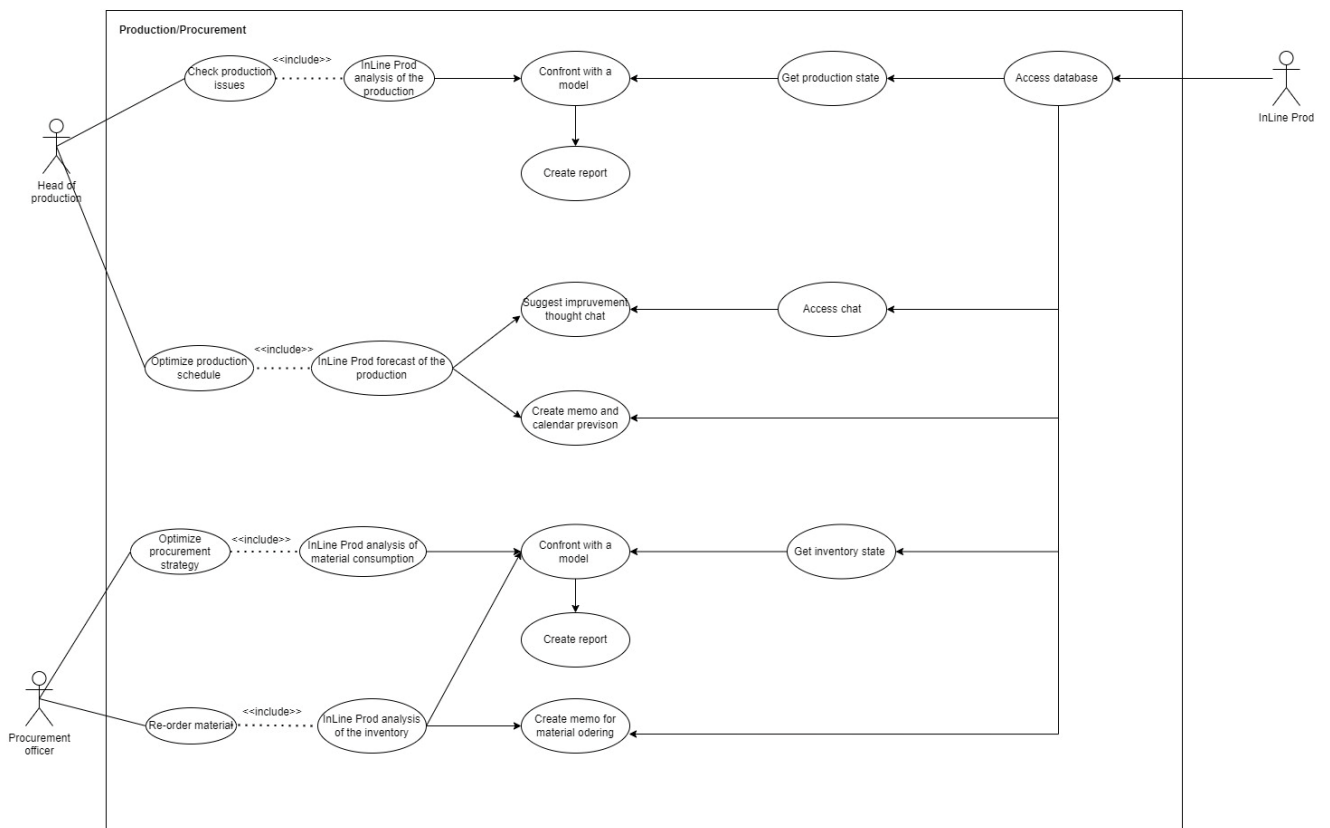 Production/Procurement
<<include>>
Check production
issues
InLine Prod
analysis of the
production
Confront with a
model
Get production state
Access database
InLine Prod
Create report
Head of
production
Suggest impruvement
thought chat
Access chat
<<include>>
Optimize production
schedule
InLine Prod forecast of the
production
Create memo and
calendar previson
Optimize
procurement
strategy
<<include>>
InLine Prod analysis of
material consumption
Confront with a
model
Get inventory state
Create report
<<include>>
Re-order material
InLine Prod analysis
of the inventory
Create memo for
material odering
Procurement
officer